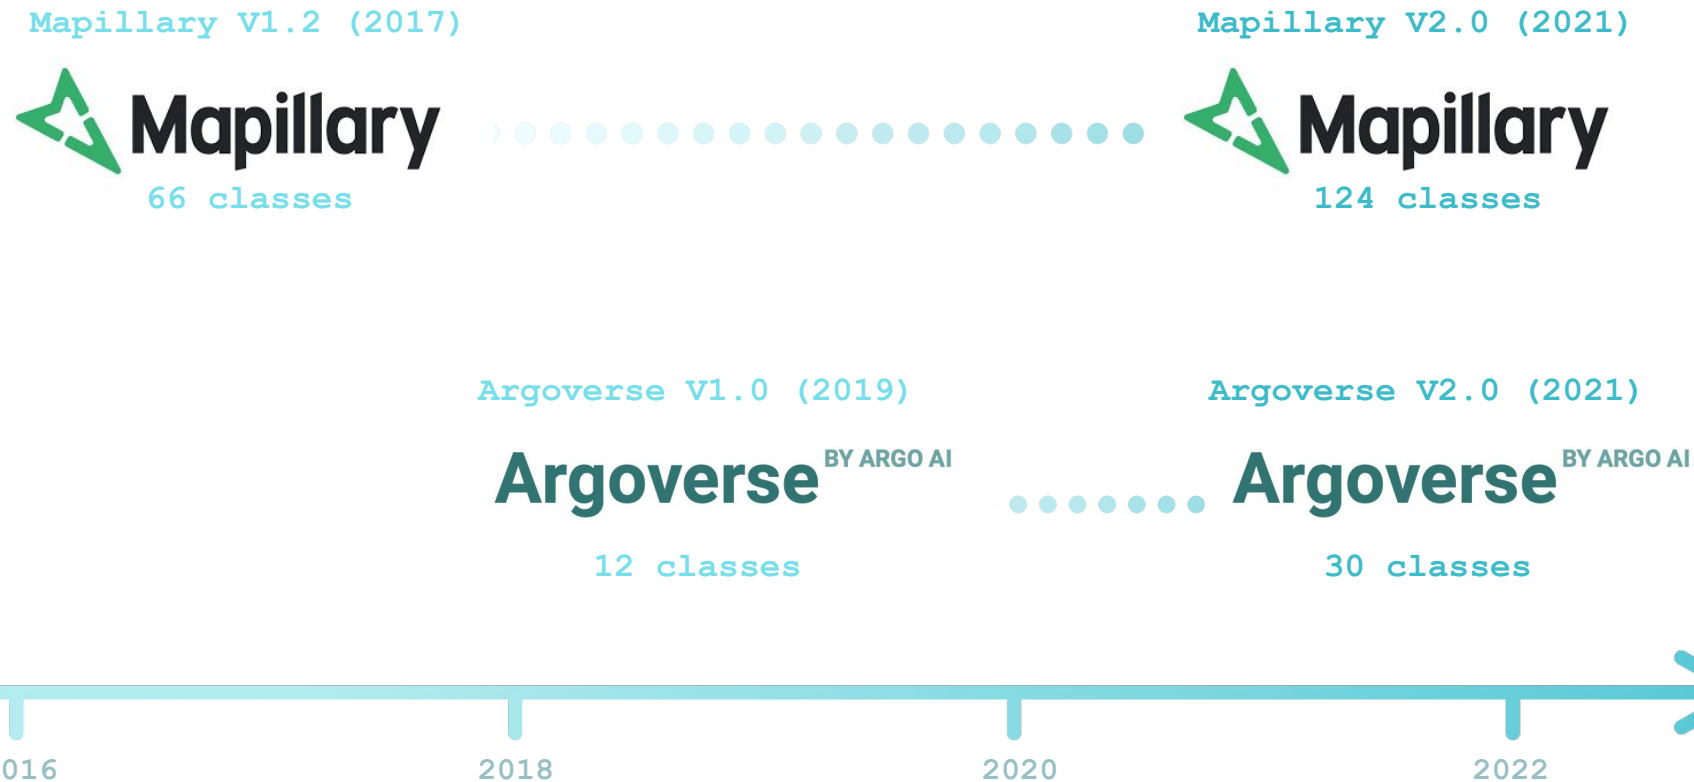 Mapillary V1.2 (2017)
Mapillary V2.0 (2021)
Mapillary
Mapillary
66 classes
124 classes
Argoverse V1.0 (2019)
Argoverse V2.0 (2021)
Argoverse BY ARGO AI
Argoverse BY ARGO AI
12 classes
30 classes
016
2018
2020
2022